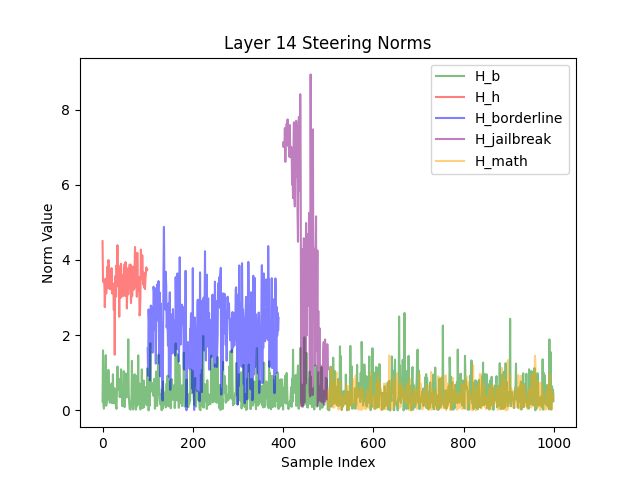 Layer 14 Steering Norms
H_b
H_h
H_borderline
H_jailbreak
H_math
Norm Value
8
6
4
2
0
0 200 400 600 800 1000
Sample Index